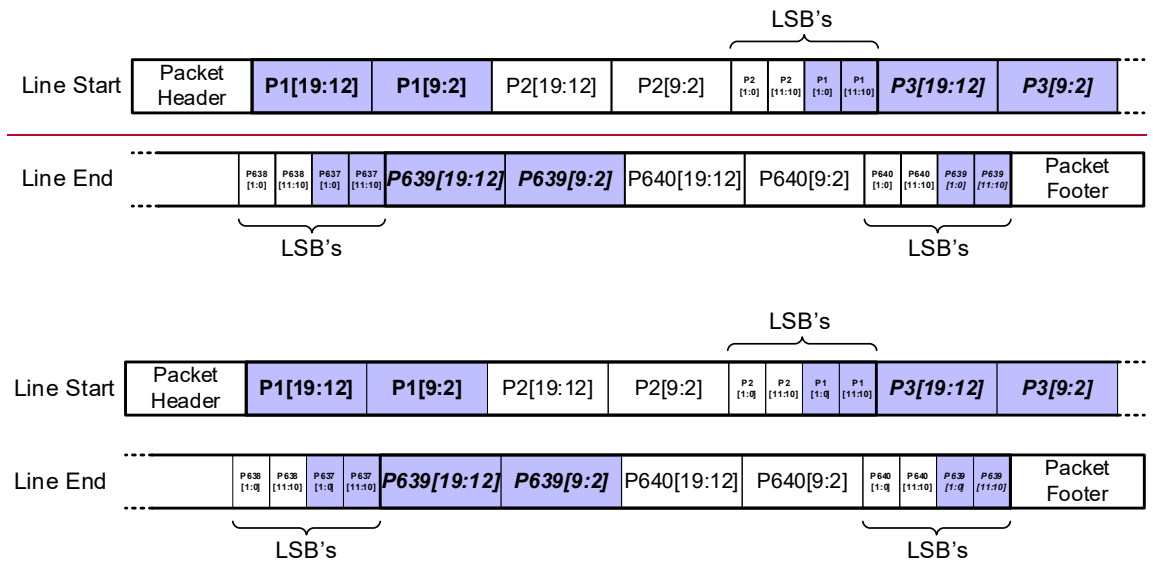 LSB's
Line Start Packet Header P1[19:12] P1[9:2] P2[19:12] P2[9:2] P2 [1:0] P2 [11:10] P1 [1:0] P1 [11:10] P3[19:12] P3[9:2]
Line End P638 [1:0] P638 [11:10] P637 [1:0] P637 [11:10] P639[19:12] P639[9:2] P640[19:12] P640[9:2] P640 [1:0] P640 [11:10] P639 [1:0] P639 [11:10] Packet Footer
LSB's LSB's
LSB's
Line Start Packet Header P1[19:12] P1[9:2] P2[19:12] P2[9:2] P2 [1:0] P2 [11:10] P1 [1:0] P1 [11:10] P3[19:12] P3[9:2]
Line End P638 [1:0] P638 [11:10] P637 [1:0] P637 [11:10] P639[19:12] P639[9:2] P640[19:12] P640[9:2] P640 [1:0] P640 [11:10] P639 [1:0] P639 [11:10] Packet Footer
LSB's LSB's